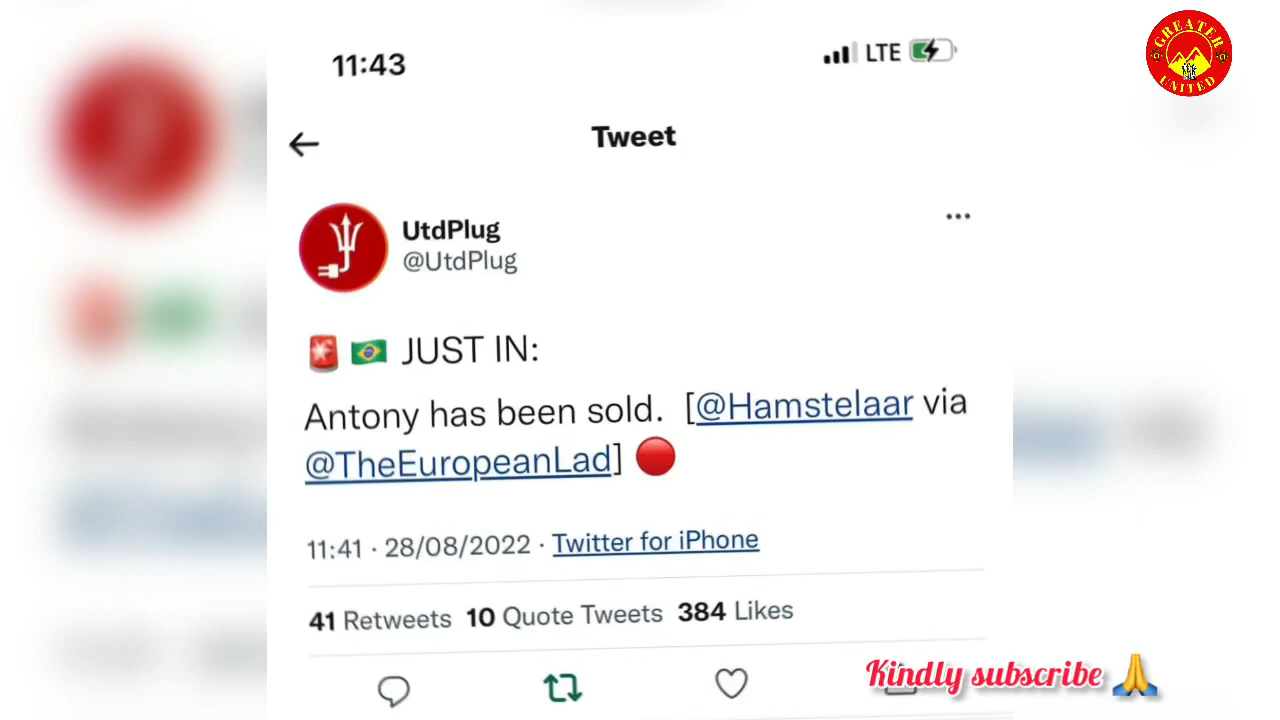 11:43
LTE
GREATER
UNITED
Tweet
UtdPlug
@UtdPlug
🚨🇧🇷 JUST IN:
Antony has been sold. [@Hamstelaar via
@TheEuropeanLad] 🔴
11:41 · 28/08/2022 · Twitter for iPhone
41 Retweets 10 Quote Tweets 384 Likes
Kindly subscribe 🙏